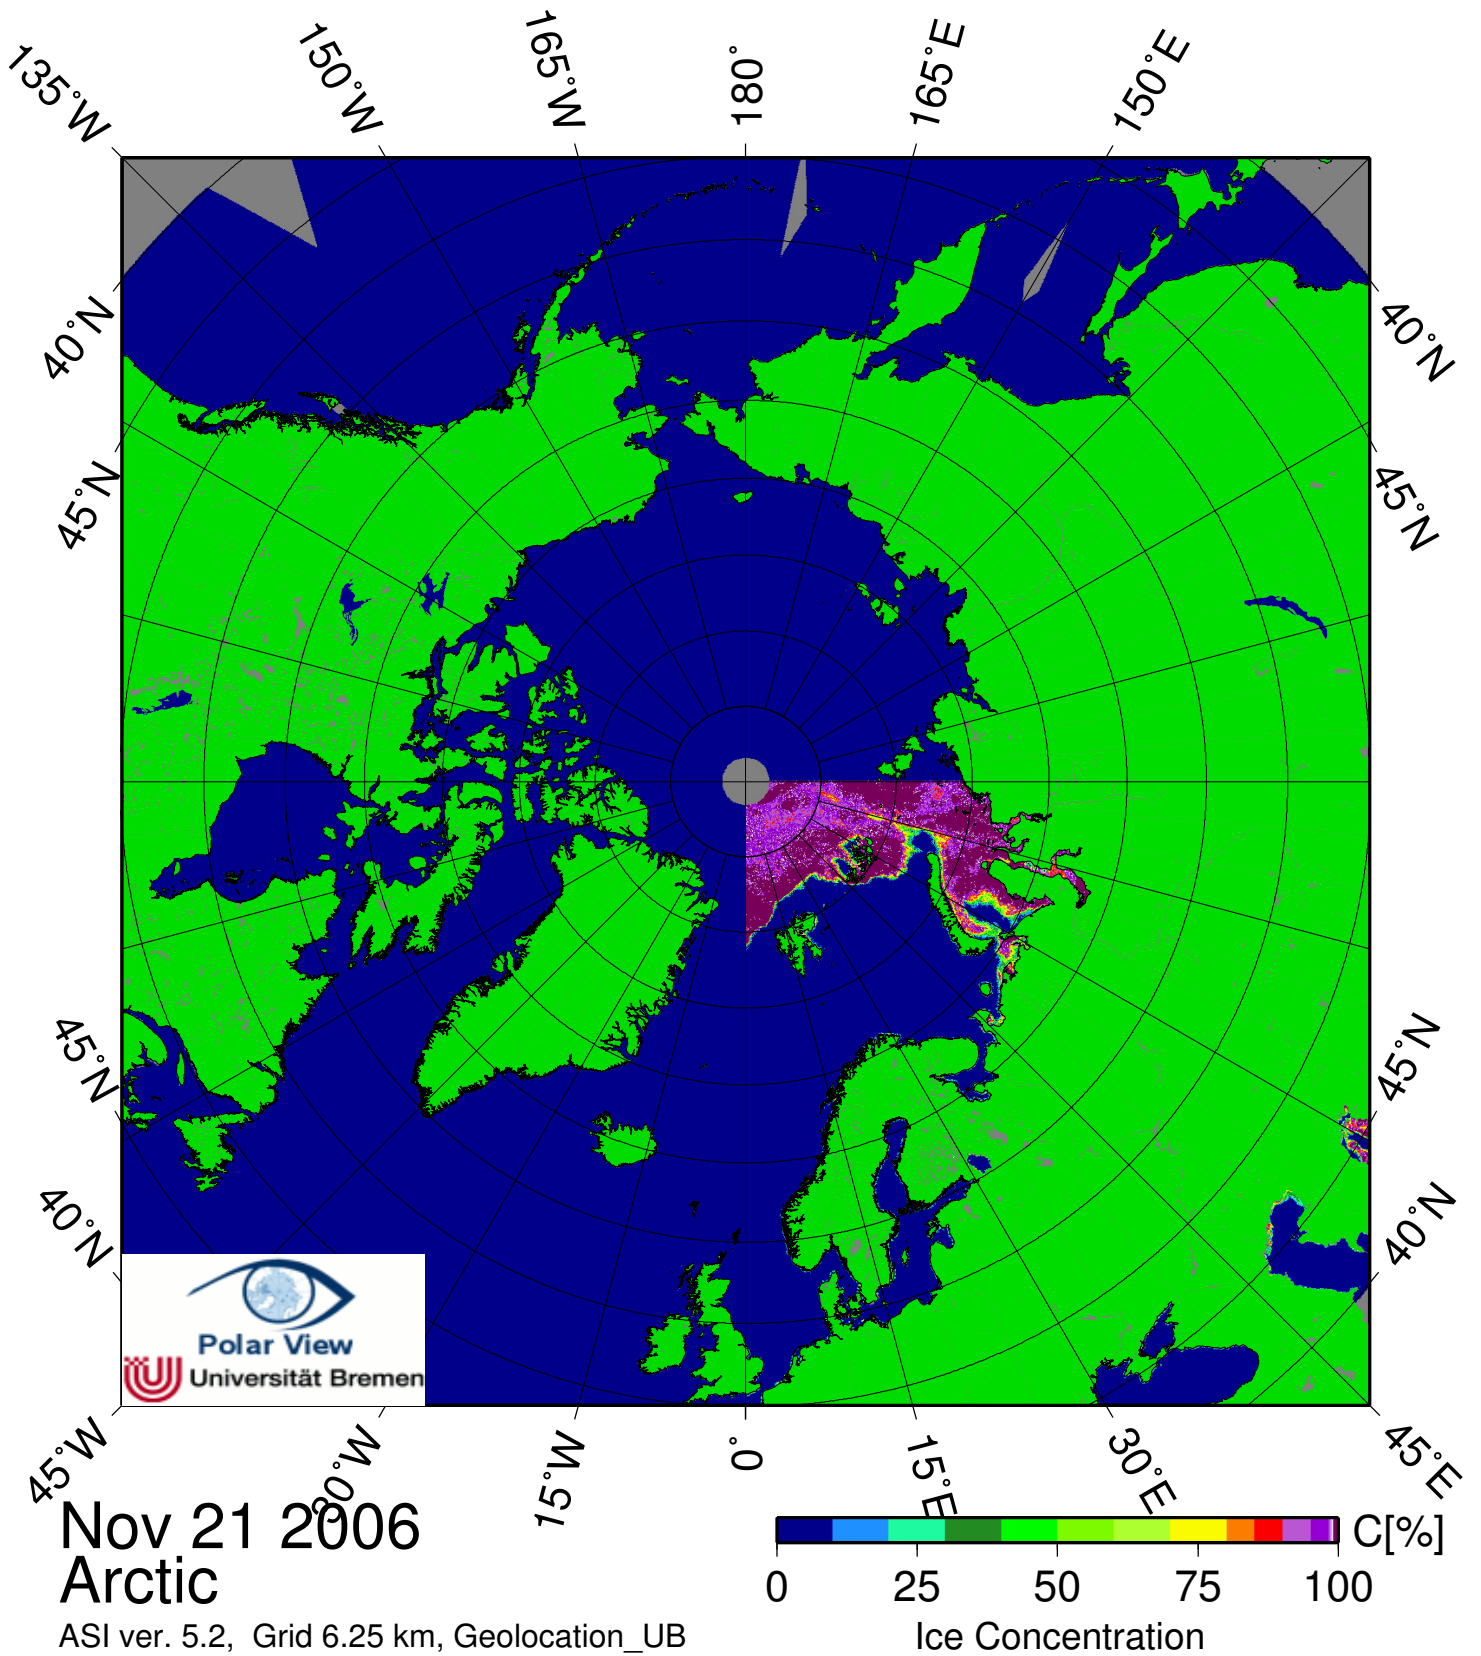 135°W
150°W
165°W
180°
165°E
150°E
40°N
40°N
45°N
45°N
45°N
45°N
40°N
40°N
Polar View
Universität Bremen
45°W
30°W
15°W
0°
15°E
30°E
45°E
Nov 21 2006
Arctic
ASI ver. 5.2, Grid 6.25 km, Geolocation_UB
C[%]
0 25 50 75 100
Ice Concentration